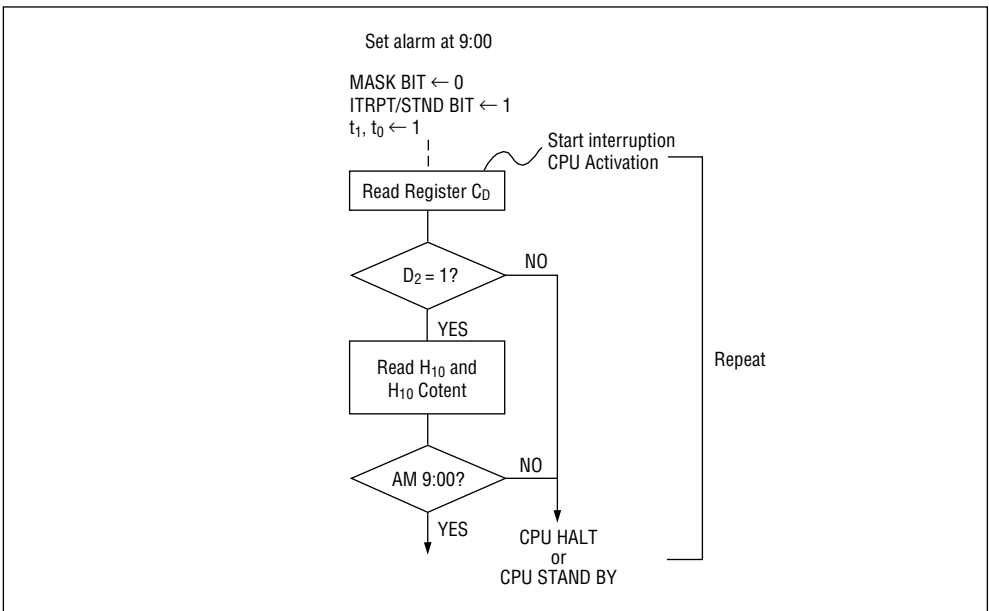 Set alarm at 9:00
MASK BIT ← 0
ITRPT/STND BIT ← 1
t₁, t₀ ← 1
Start interruption
CPU Activation
Read Register C_D
D₂ = 1?
NO
YES
Read H₁₀ and
H₁₀ Cotent
Repeat
AM 9:00?
NO
YES
CPU HALT
or
CPU STAND BY